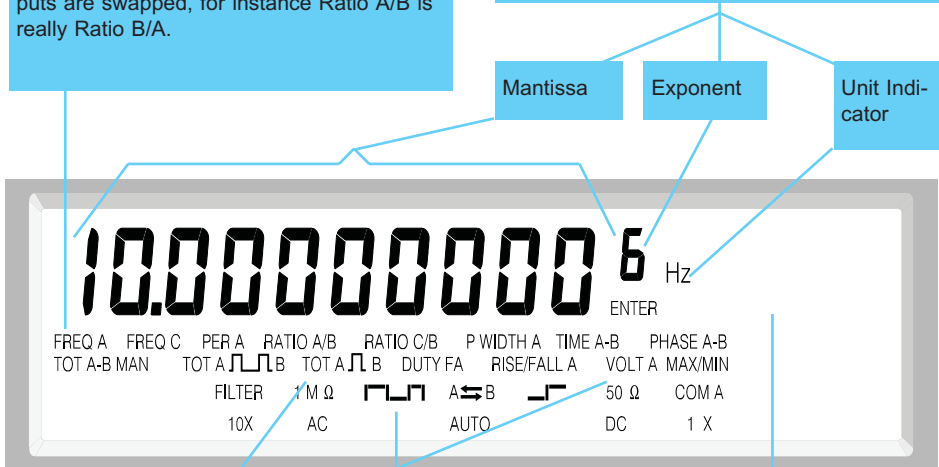 puts are swapped, for instance Ratio A/B is
really Ratio B/A.
Mantissa
Exponent
Unit Indi-
cator
10.00000000 6 Hz
ENTER
FREQ A FREQ C PER A RATIO A/B RATIO C/B P WIDTH A TIME A-B PHASE A-B
TOT A-B MAN TOT A B TOT A B DUTY FA RISE/FALL A VOLT A MAX/MIN
FILTER 1 M Ω A⇆B 50 Ω COM A
10X AC AUTO DC 1 X